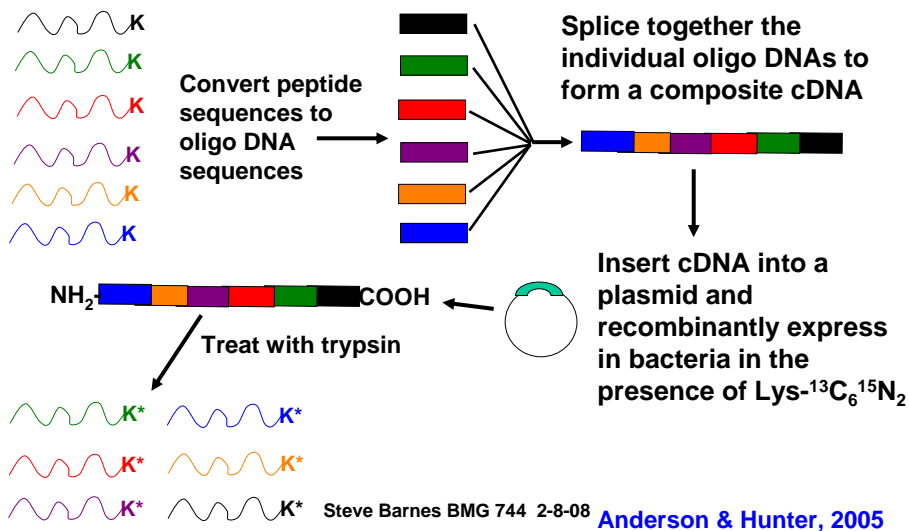 K
K
K
K
K
K
Convert peptide
sequences to
oligo DNA
sequences
Splice together the
individual oligo DNAs to
form a composite cDNA
Insert cDNA into a
plasmid and
recombinantly express
in bacteria in the
presence of Lys-¹³C₆¹⁵N₂
NH₂-
COOH
Treat with trypsin
K* K*
K* K*
K* K*
Steve Barnes BMG 744 2-8-08
Anderson & Hunter, 2005